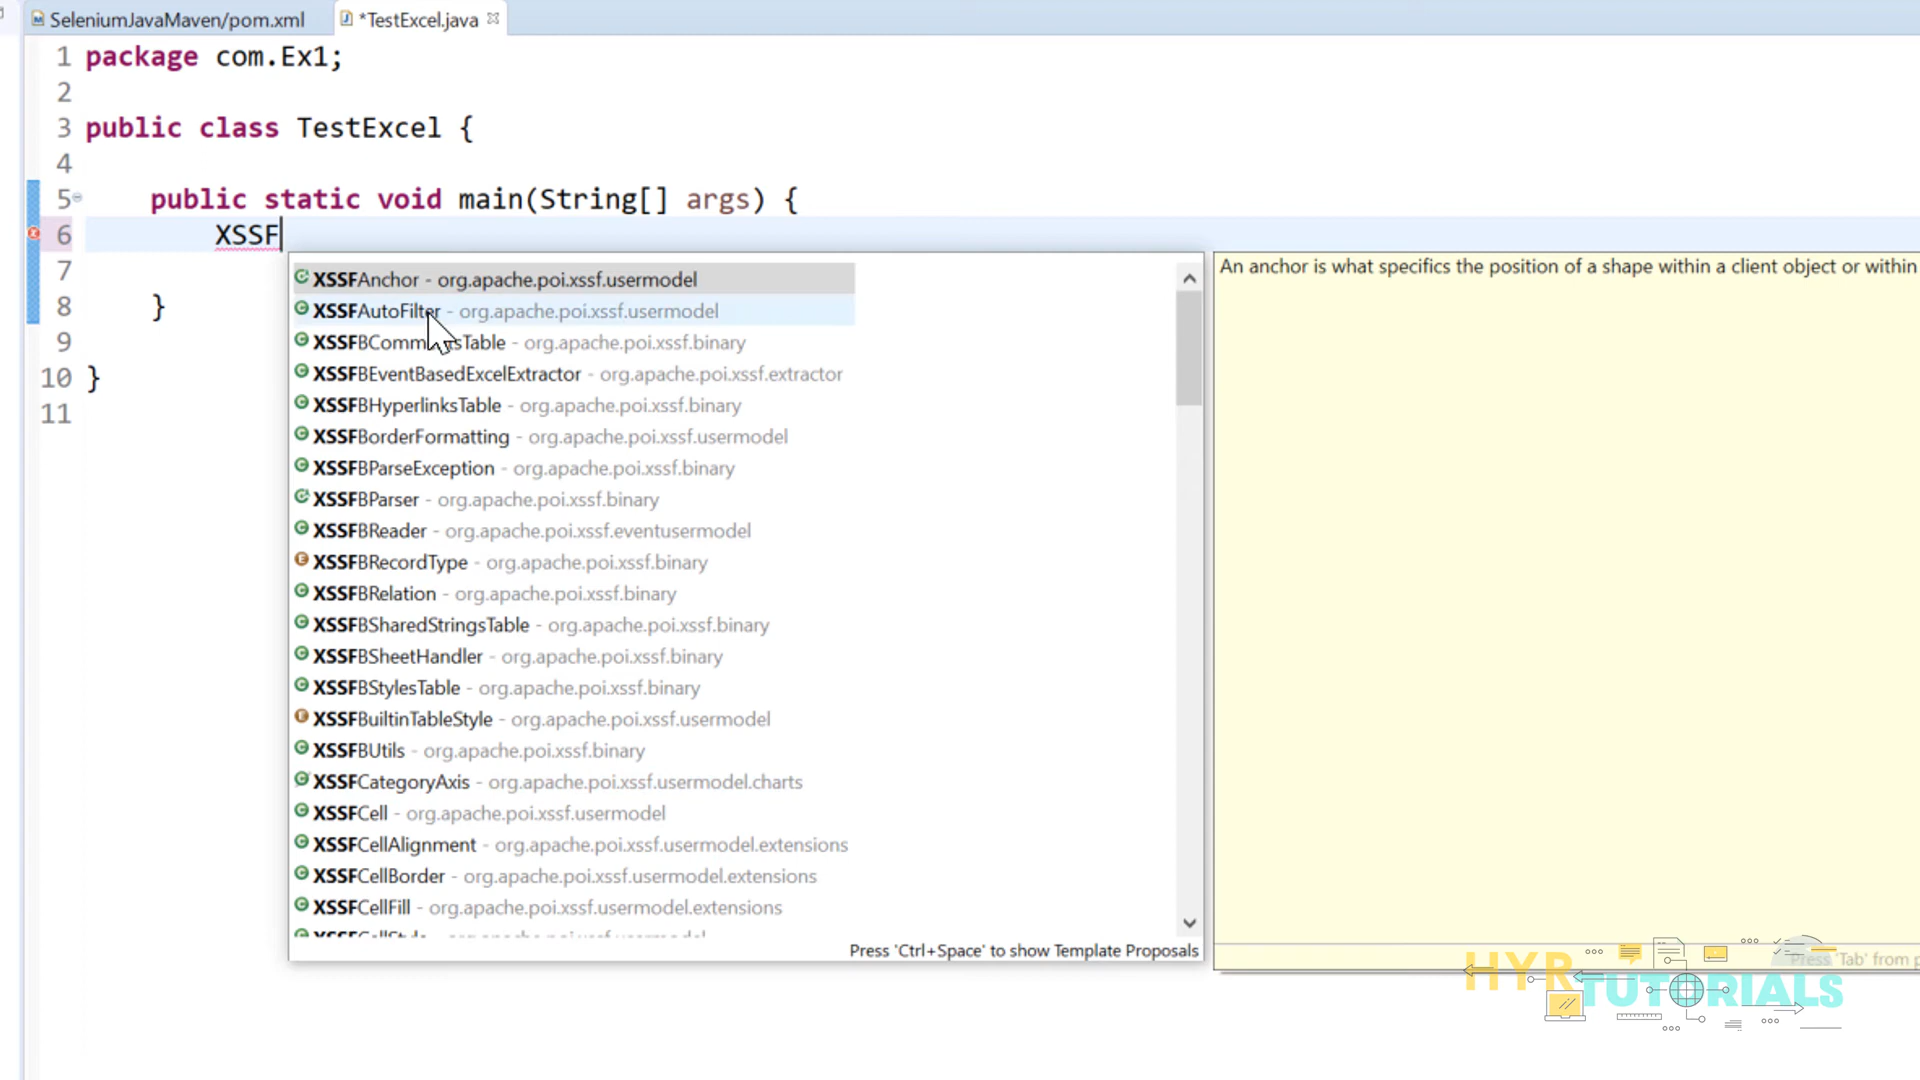 SeleniumJavaMaven/pom.xml
*TestExcel.java
1 package com.Ex1;
2
3 public class TestExcel {
4
5 public static void main(String[] args) {
6 XSSF
7
8 }
9
10 }
11
XSSFAnchor - org.apache.poi.xssf.usermodel
XSSFAutoFilter - org.apache.poi.xssf.usermodel
XSSFBCommentsTable - org.apache.poi.xssf.binary
XSSFBEventBasedExcelExtractor - org.apache.poi.xssf.extractor
XSSFBHyperlinksTable - org.apache.poi.xssf.binary
XSSFBorderFormatting - org.apache.poi.xssf.usermodel
XSSFBParseException - org.apache.poi.xssf.binary
XSSFBParser - org.apache.poi.xssf.binary
XSSFBReader - org.apache.poi.xssf.eventusermodel
XSSFBRecordType - org.apache.poi.xssf.binary
XSSFBRelation - org.apache.poi.xssf.binary
XSSFBSharedStringsTable - org.apache.poi.xssf.binary
XSSFBSheetHandler - org.apache.poi.xssf.binary
XSSFBStylesTable - org.apache.poi.xssf.binary
XSSFBuiltinTableStyle - org.apache.poi.xssf.usermodel
XSSFBUtils - org.apache.poi.xssf.binary
XSSFCategoryAxis - org.apache.poi.xssf.usermodel.charts
XSSFCell - org.apache.poi.xssf.usermodel
XSSFCellAlignment - org.apache.poi.xssf.usermodel.extensions
XSSFCellBorder - org.apache.poi.xssf.usermodel.extensions
XSSFCellFill - org.apache.poi.xssf.usermodel.extensions
Press 'Ctrl+Space' to show Template Proposals
An anchor is what specifics the position of a shape within a client object or within
Press 'Tab' from
HYR
TUTORIALS